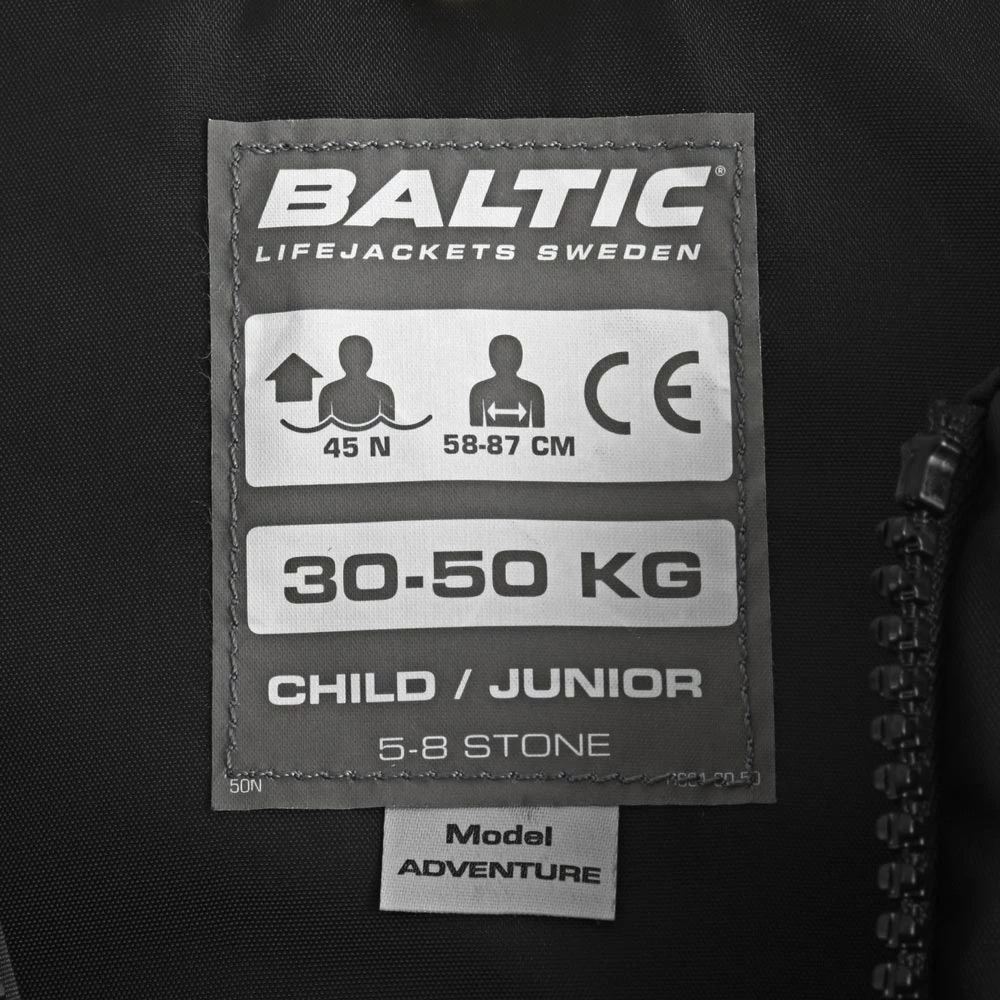 BALTIC®
LIFEJACKETS SWEDEN
45 N
58-87 CM
CE
30-50 KG
CHILD / JUNIOR
5-8 STONE
50N
Model
ADVENTURE